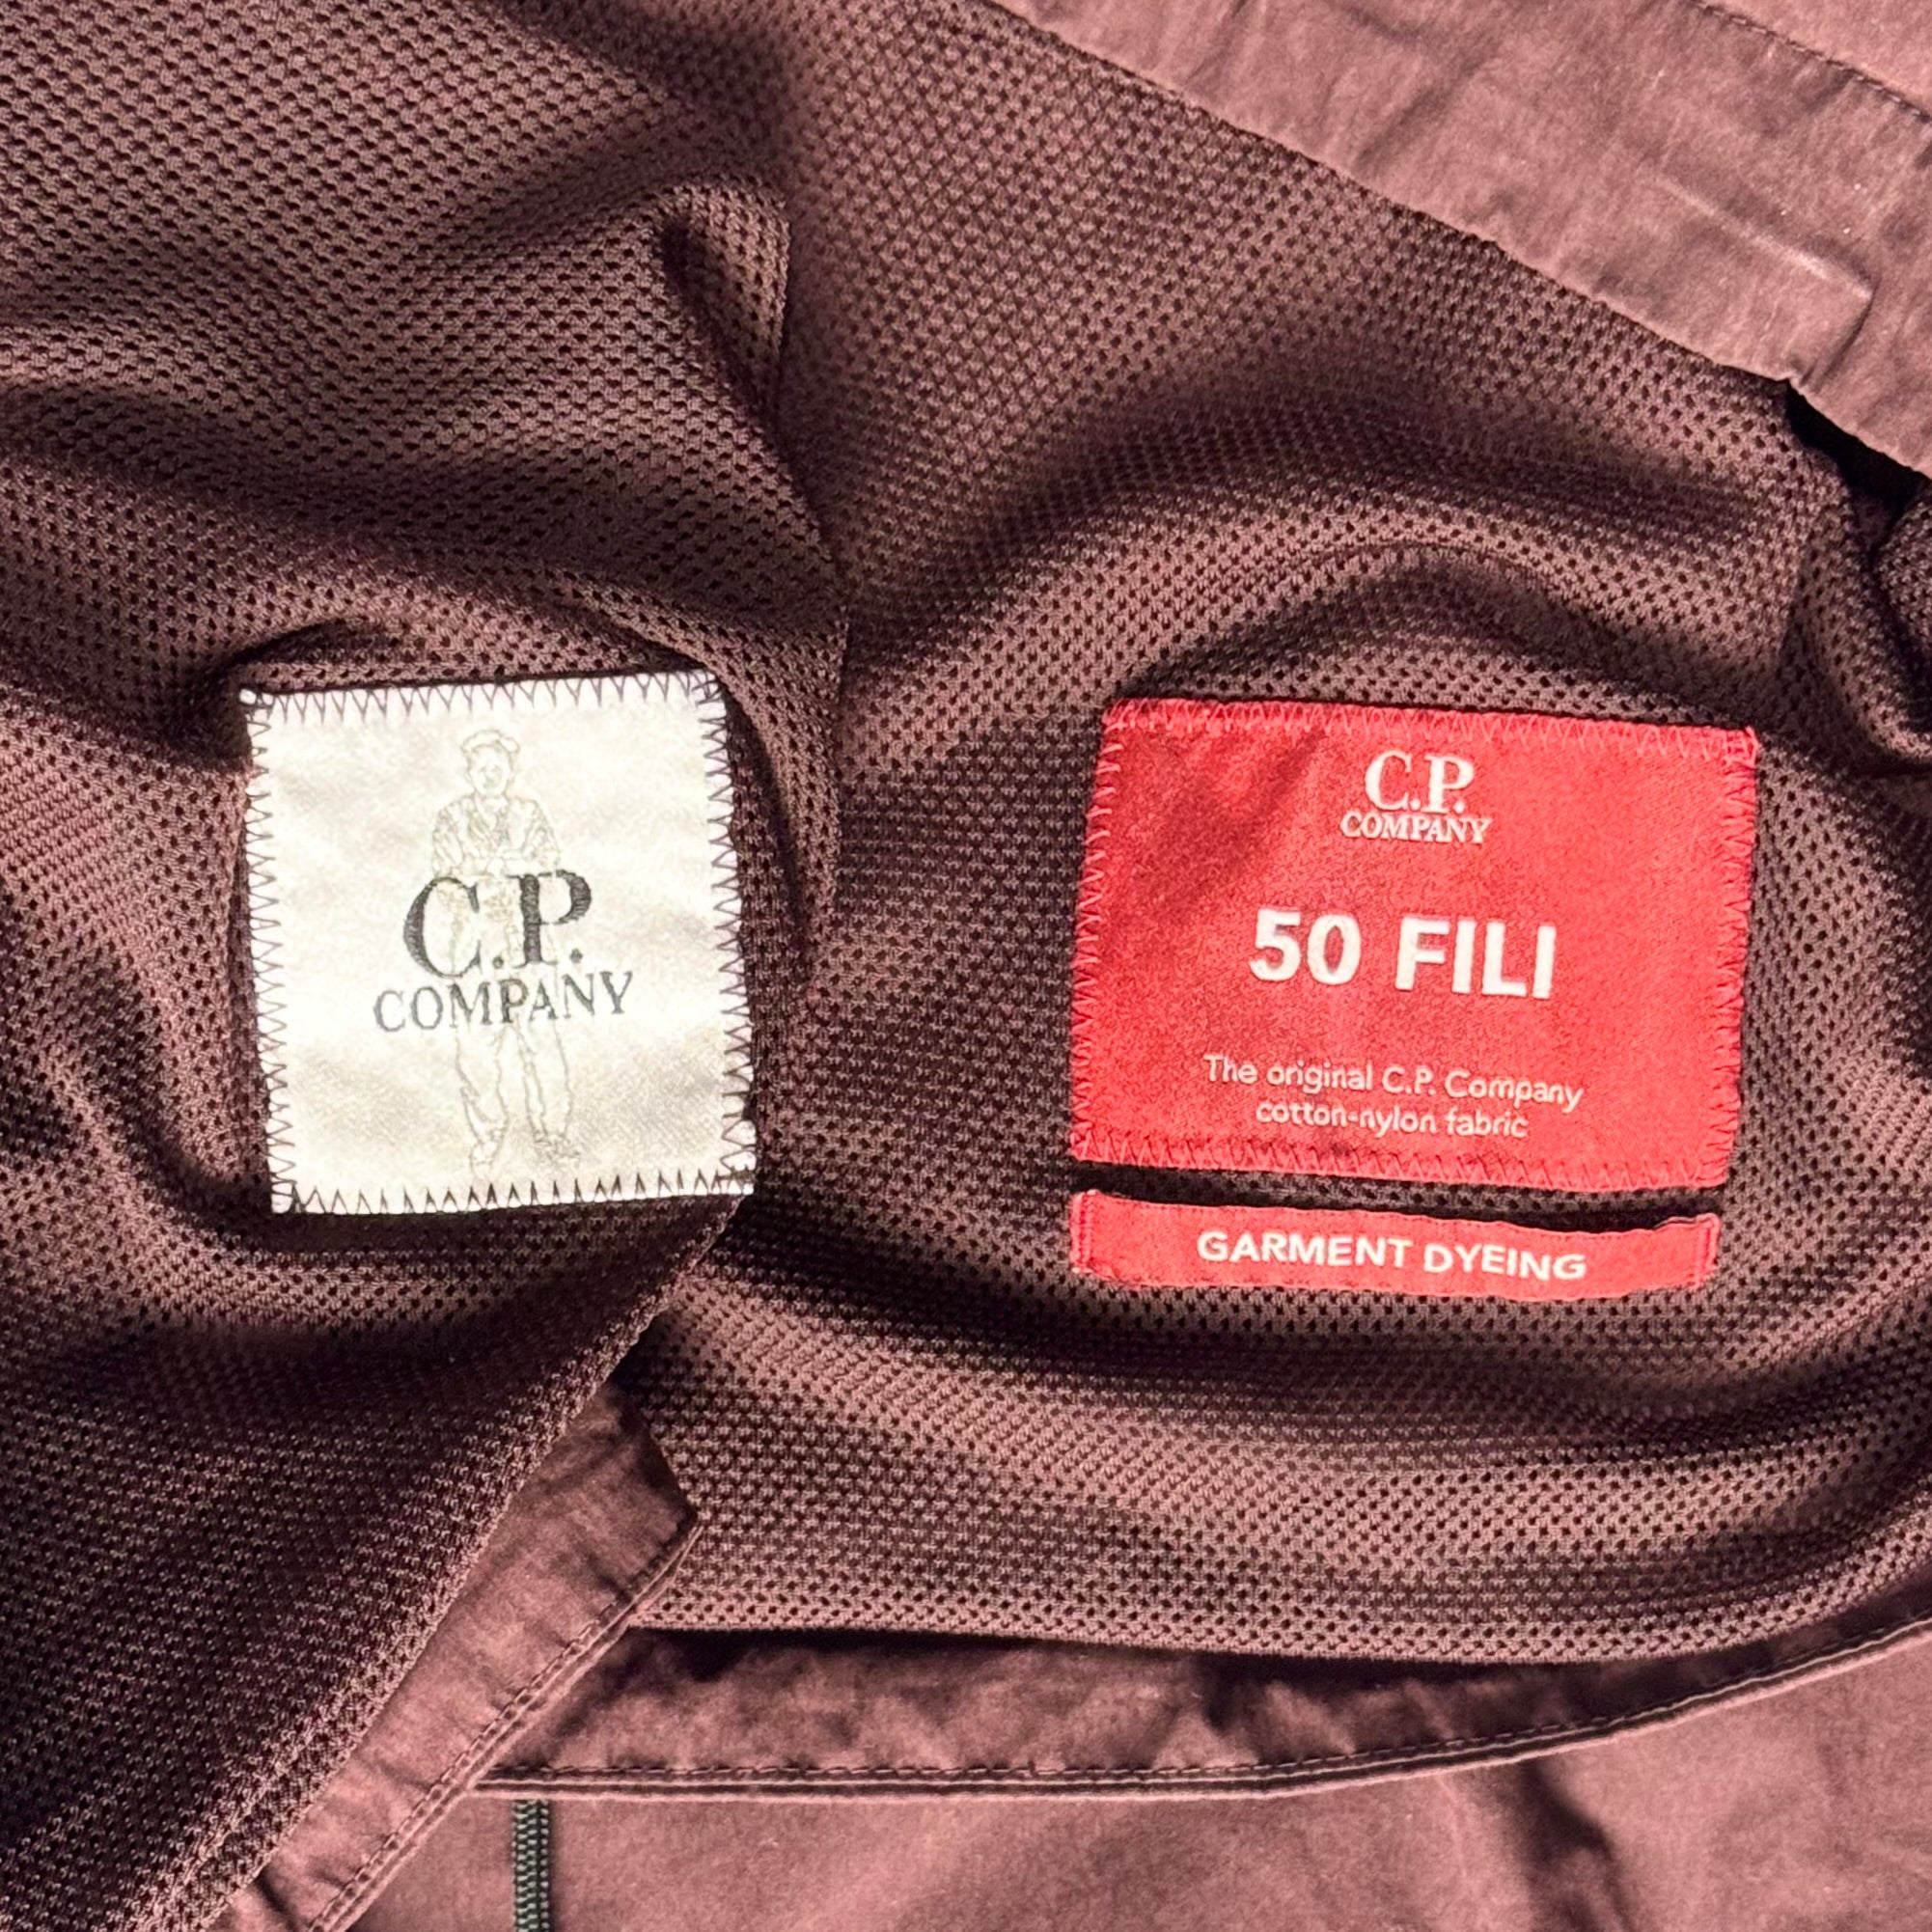 C.P.
COMPANY
C.P.
COMPANY
50 FILI
The original C.P. Company
cotton-nylon fabric
GARMENT DYEING